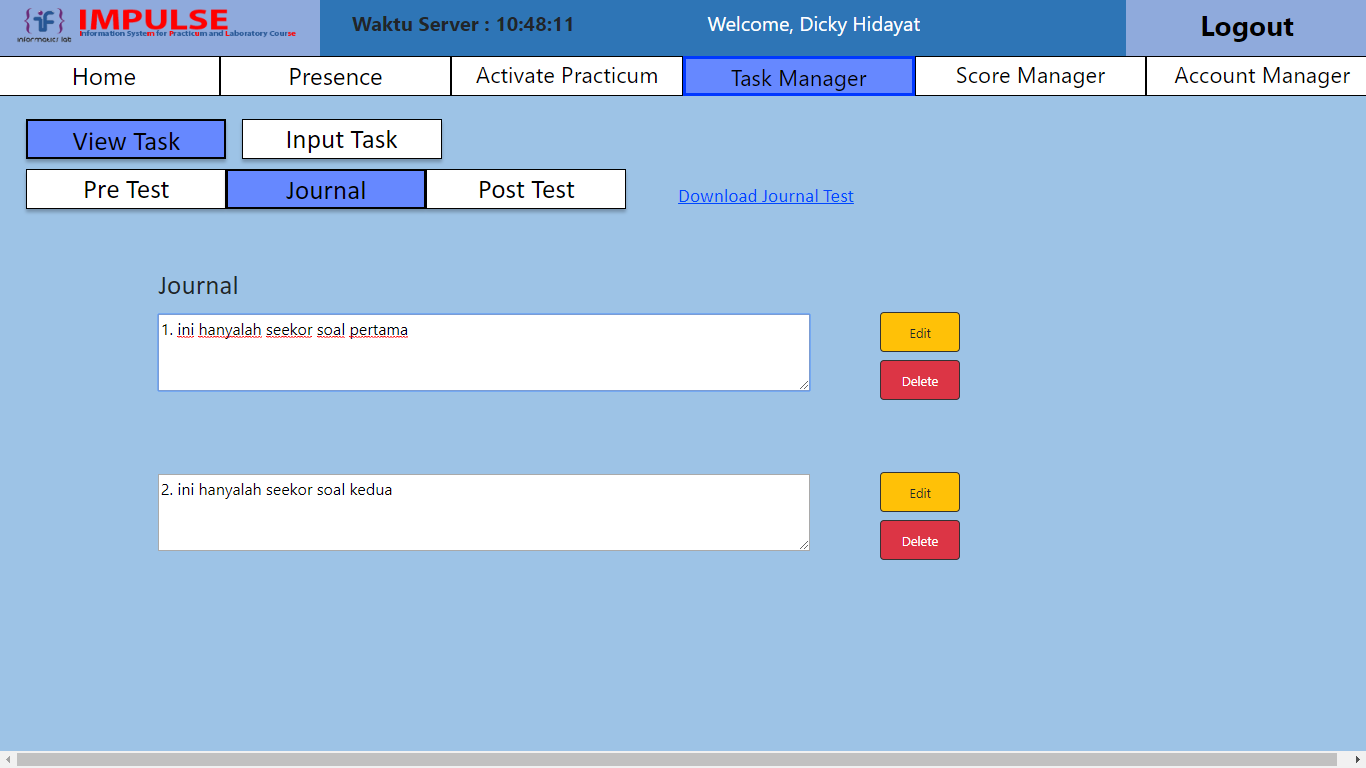 iF
informatics lab
IMPULSE
Information System for Practicum and Laboratory Course
Waktu Server : 10:48:11
Welcome, Dicky Hidayat
Logout
Home
Presence
Activate Practicum
Task Manager
Score Manager
Account Manager
View Task
Input Task
Pre Test
Journal
Post Test
Download Journal Test
Journal
1. ini hanyalah seekor soal pertama
Edit
Delete
2. ini hanyalah seekor soal kedua
Edit
Delete